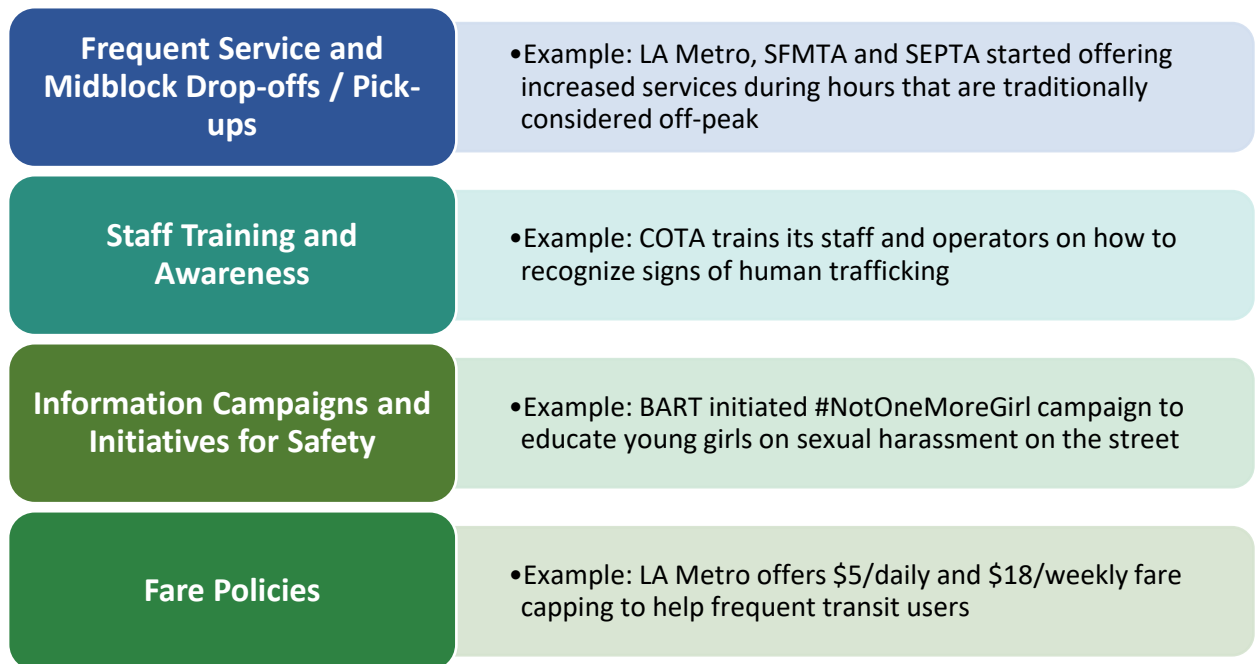 Frequent Service and
Midblock Drop-offs / Pick-
ups
•Example: LA Metro, SFMTA and SEPTA started offering
increased services during hours that are traditionally
considered off-peak
Staff Training and
Awareness
•Example: COTA trains its staff and operators on how to
recognize signs of human trafficking
Information Campaigns and
Initiatives for Safety
•Example: BART initiated #NotOneMoreGirl campaign to
educate young girls on sexual harassment on the street
Fare Policies
•Example: LA Metro offers $5/daily and $18/weekly fare
capping to help frequent transit users